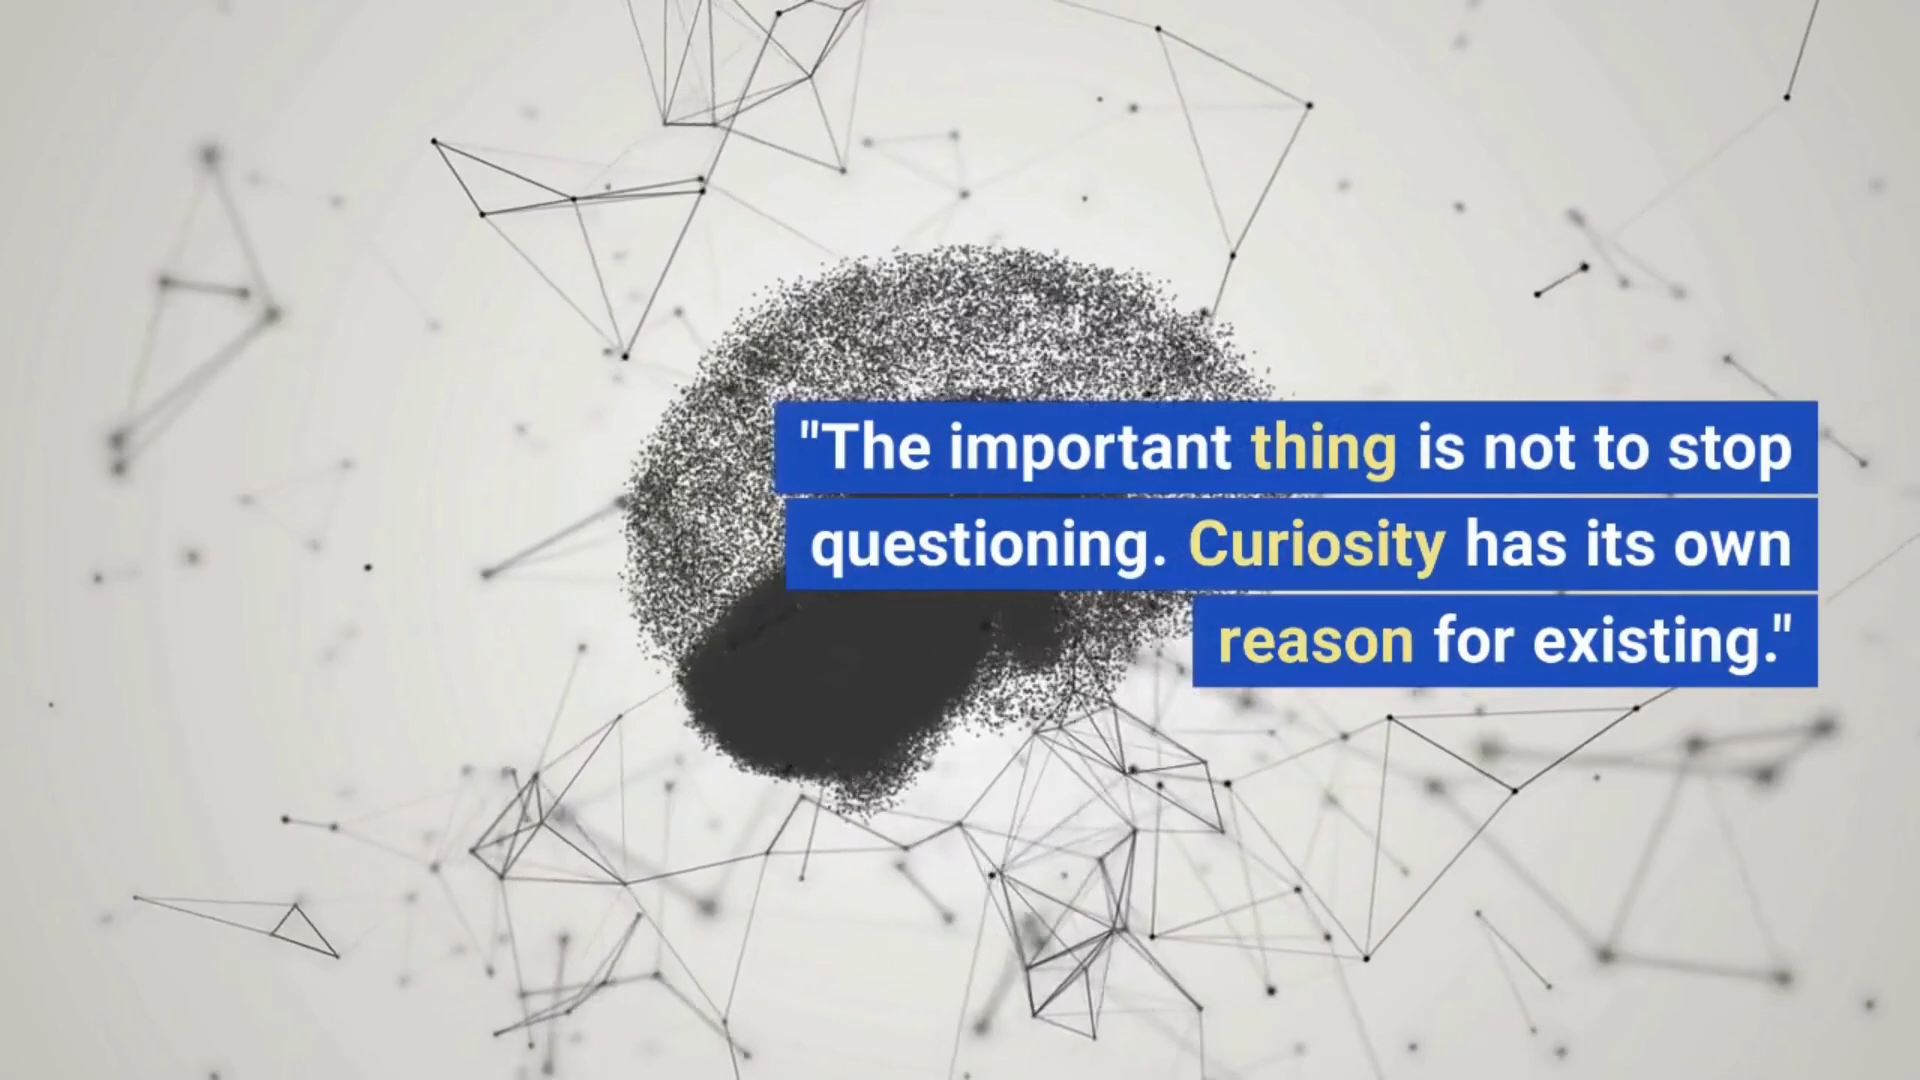 "The important thing is not to stop
questioning. Curiosity has its own
reason for existing."